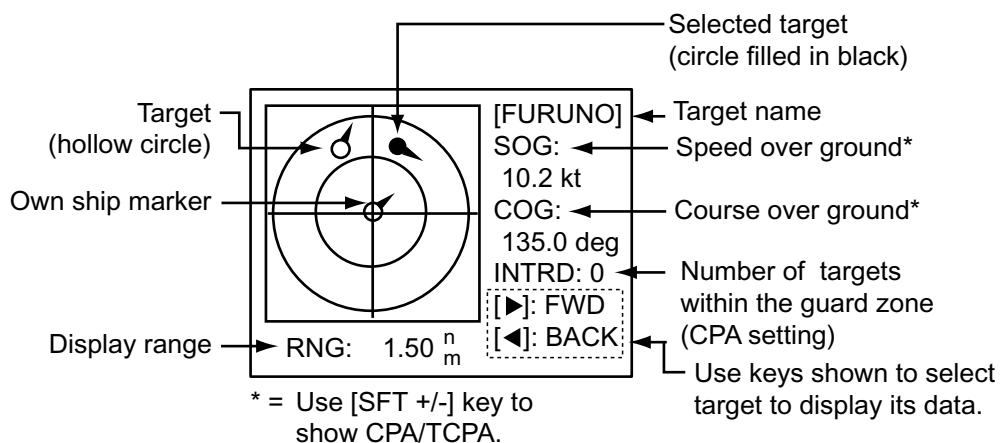 Selected target
(circle filled in black)
Target
(hollow circle)
Own ship marker
Display range
[FURUNO]
SOG:
10.2 kt
COG:
135.0 deg
INTRD: 0
[▶]: FWD
[◀]: BACK
RNG: 1.50 nm
Target name
Speed over ground*
Course over ground*
Number of targets
within the guard zone
(CPA setting)
Use keys shown to select
target to display its data.
* = Use [SFT +/-] key to
show CPA/TCPA.